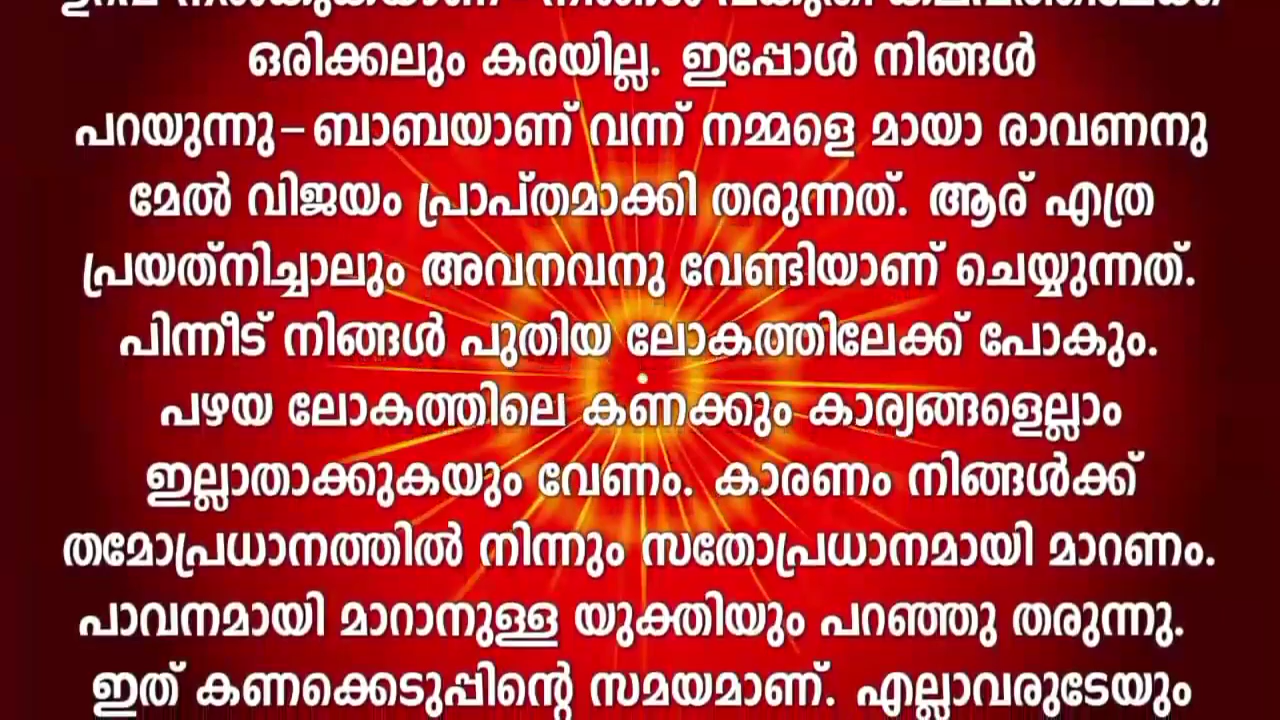 ഒരിക്കലും കരയില്ല. ഇപ്പോൾ നിങ്ങൾ
പറയുന്നു–ബാബയാണ് വന്ന് നമ്മളെ മായാ രാവണനു
മേൽ വിജയം പ്രാപ്തമാക്കി തരുന്നത്. ആര് എത്ര
പ്രയത്നിച്ചാലും അവനവനു വേണ്ടിയാണ് ചെയ്യുന്നത്.
പിന്നീട് നിങ്ങൾ പുതിയ ലോകത്തിലേക്ക് പോകും.
പഴയ ലോകത്തിലെ കണക്കും കാര്യങ്ങളെല്ലാം
ഇല്ലാതാക്കുകയും വേണം. കാരണം നിങ്ങൾക്ക്
തമോപ്രധാനത്തിൽ നിന്നും സതോപ്രധാനമായി മാറണം.
പാവനമായി മാറാനുള്ള യുക്തിയും പറഞ്ഞു തരുന്നു.
ഇത് കണക്കെടുപ്പിന്റെ സമയമാണ്. എല്ലാവരുടേയും